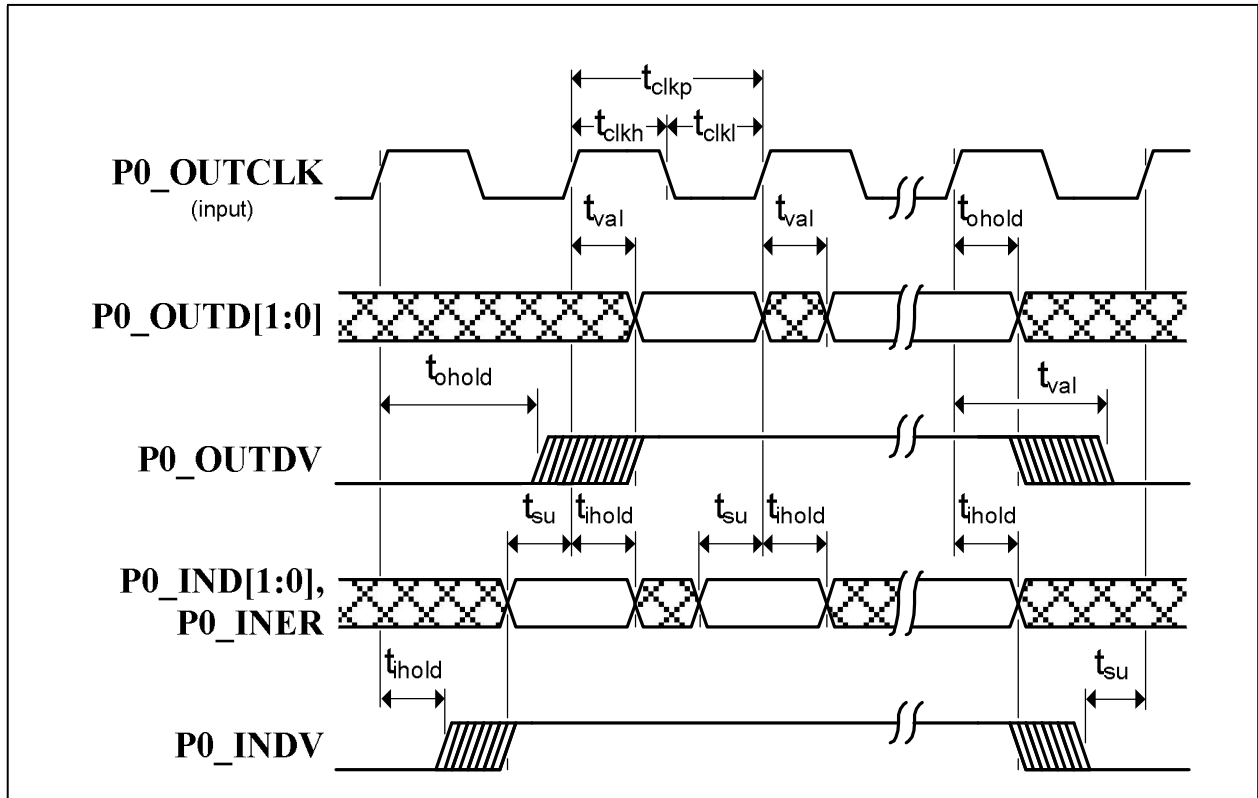 tclkp
tclkh tclkl
P0_OUTCLK
(input)
tval tval tohold
P0_OUTD[1:0]
tohold tval
P0_OUTDV
tsu tihold tsu tihold tihold
P0_IND[1:0],
P0_INER
tihold tsu
P0_INDV